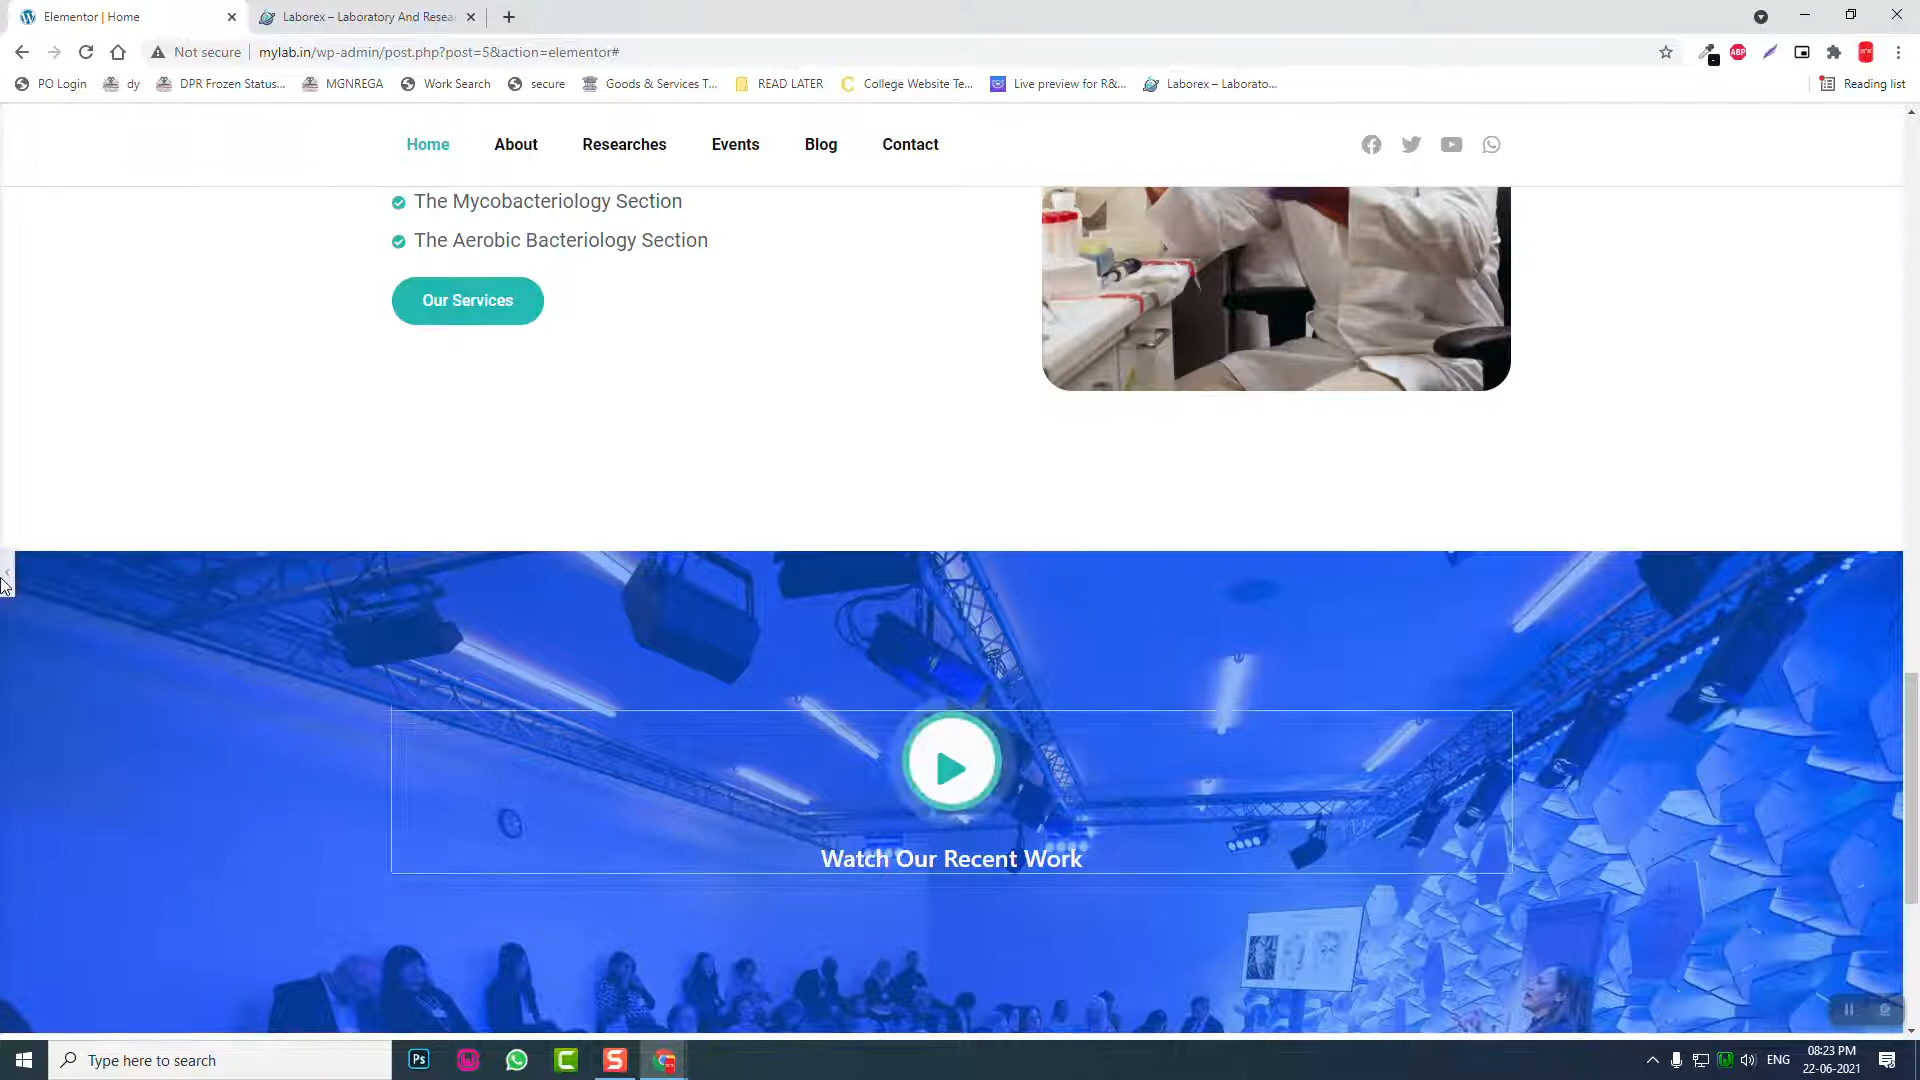 Elementor | Home
Laborex – Laboratory And Resea
Not secure
mylab.in/wp-admin/post.php?post=5&action=elementor#
ABP
PO Login
dy
DPR Frozen Status...
MGNREGA
Work Search
secure
Goods & Services T...
READ LATER
College Website Te...
Live preview for R&...
Laborex – Laborato...
Reading list
Home
About
Researches
Events
Blog
Contact
The Mycobacteriology Section
The Aerobic Bacteriology Section
Our Services
Watch Our Recent Work
Type here to search
Ps
ENG
08:23 PM
22-06-2021